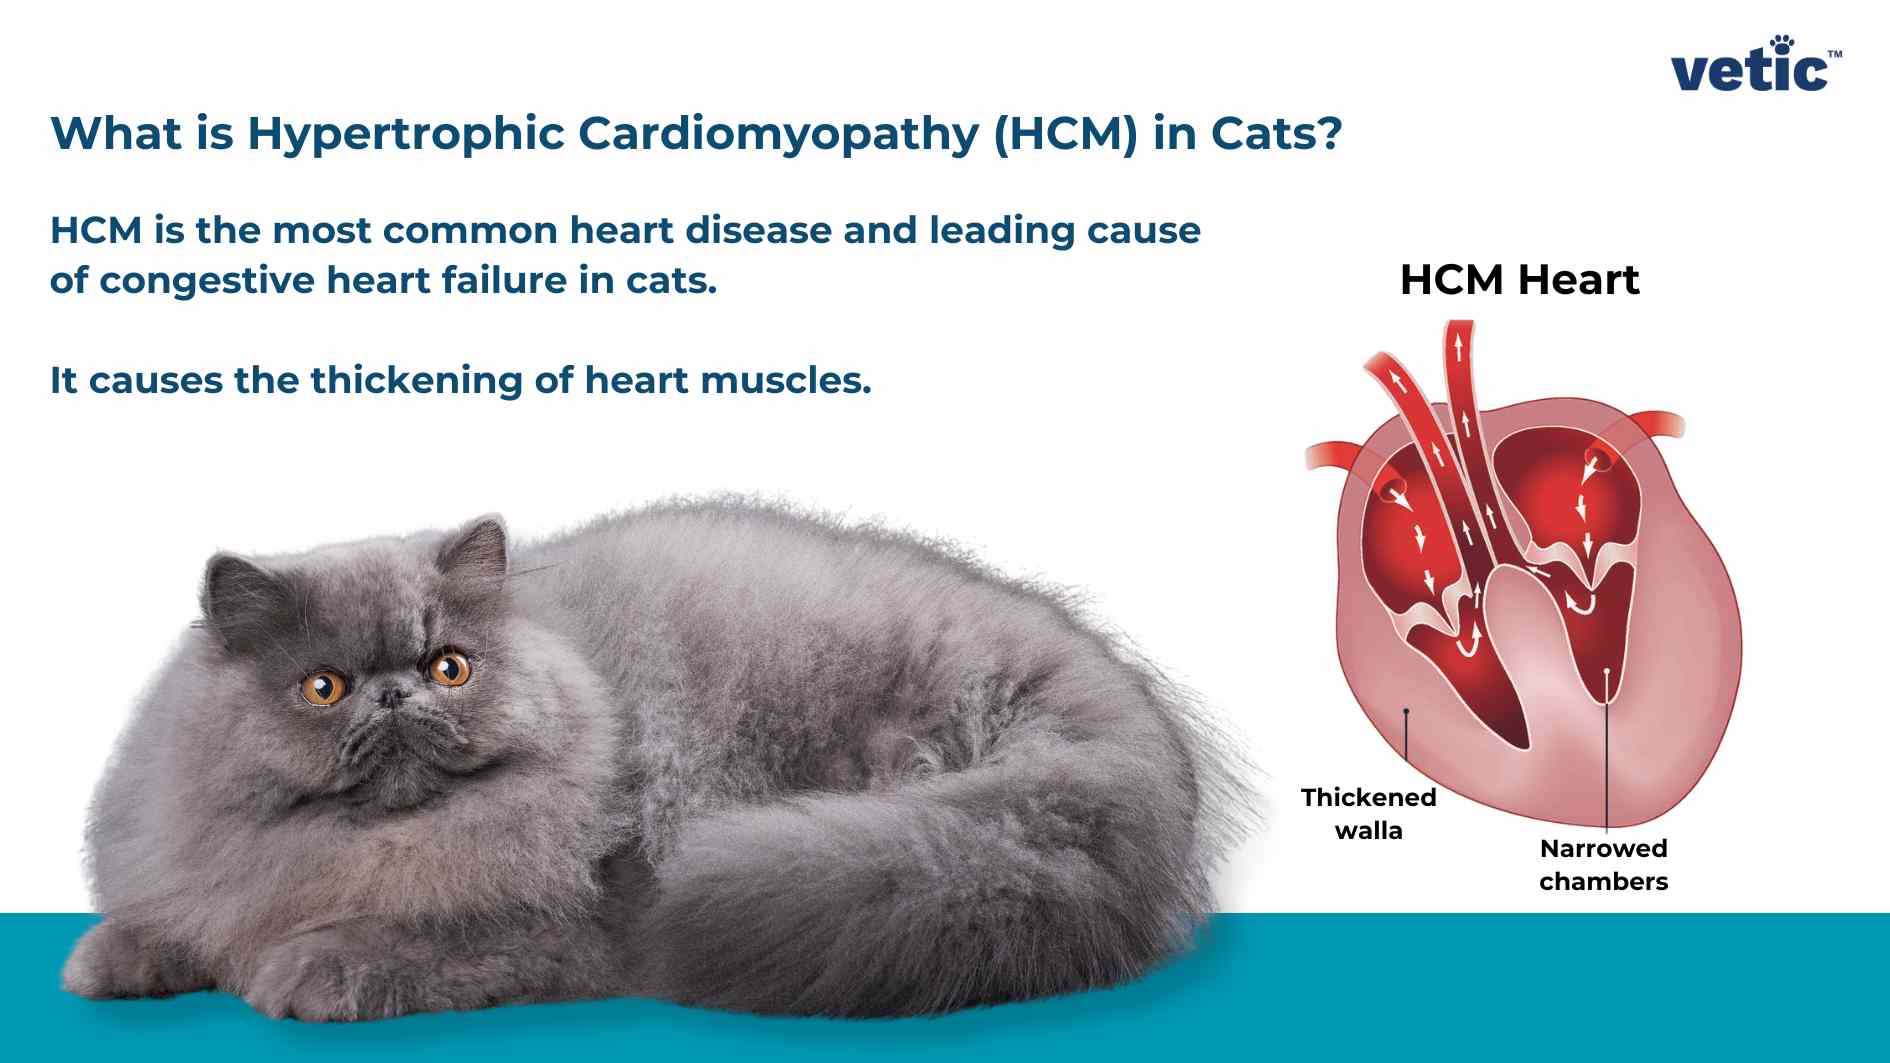 vetic™
What is Hypertrophic Cardiomyopathy (HCM) in Cats?
HCM is the most common heart disease and leading cause
of congestive heart failure in cats.
It causes the thickening of heart muscles.
HCM Heart
Thickened
walla
Narrowed
chambers